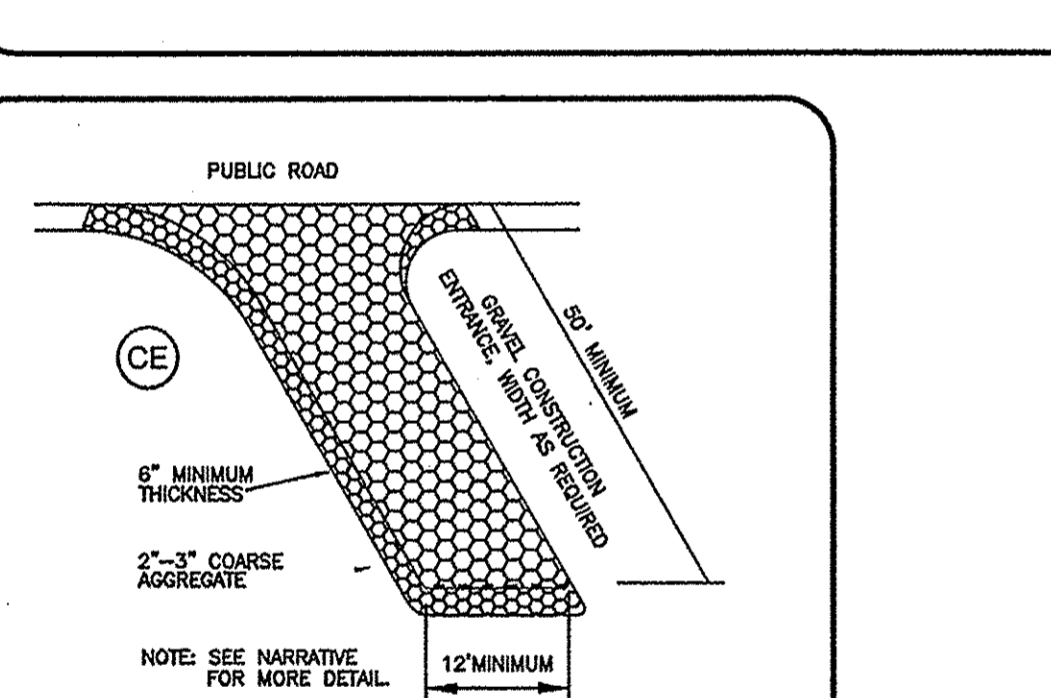 PUBLIC ROAD
CE
GRAVEL CONSTRUCTION
ENTRANCE, WIDTH AS REQUIRED
50' MINIMUM
6" MINIMUM
THICKNESS
2"-3" COARSE
AGGREGATE
NOTE: SEE NARRATIVE
FOR MORE DETAIL.
12'MINIMUM